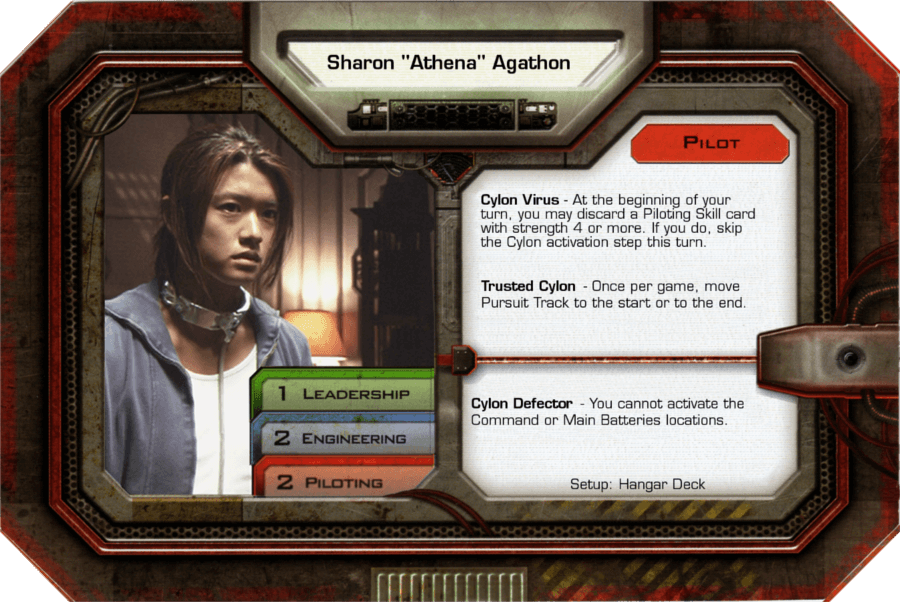 Sharon "Athena" Agathon
PILOT
Cylon Virus - At the beginning of your
turn, you may discard a Piloting Skill card
with strength 4 or more. If you do, skip
the Cylon activation step this turn.
Trusted Cylon - Once per game, move
Pursuit Track to the start or to the end.
Cylon Defector - You cannot activate the
Command or Main Batteries locations.
Setup: Hangar Deck
1 LEADERSHIP
2 ENGINEERING
2 PILOTING